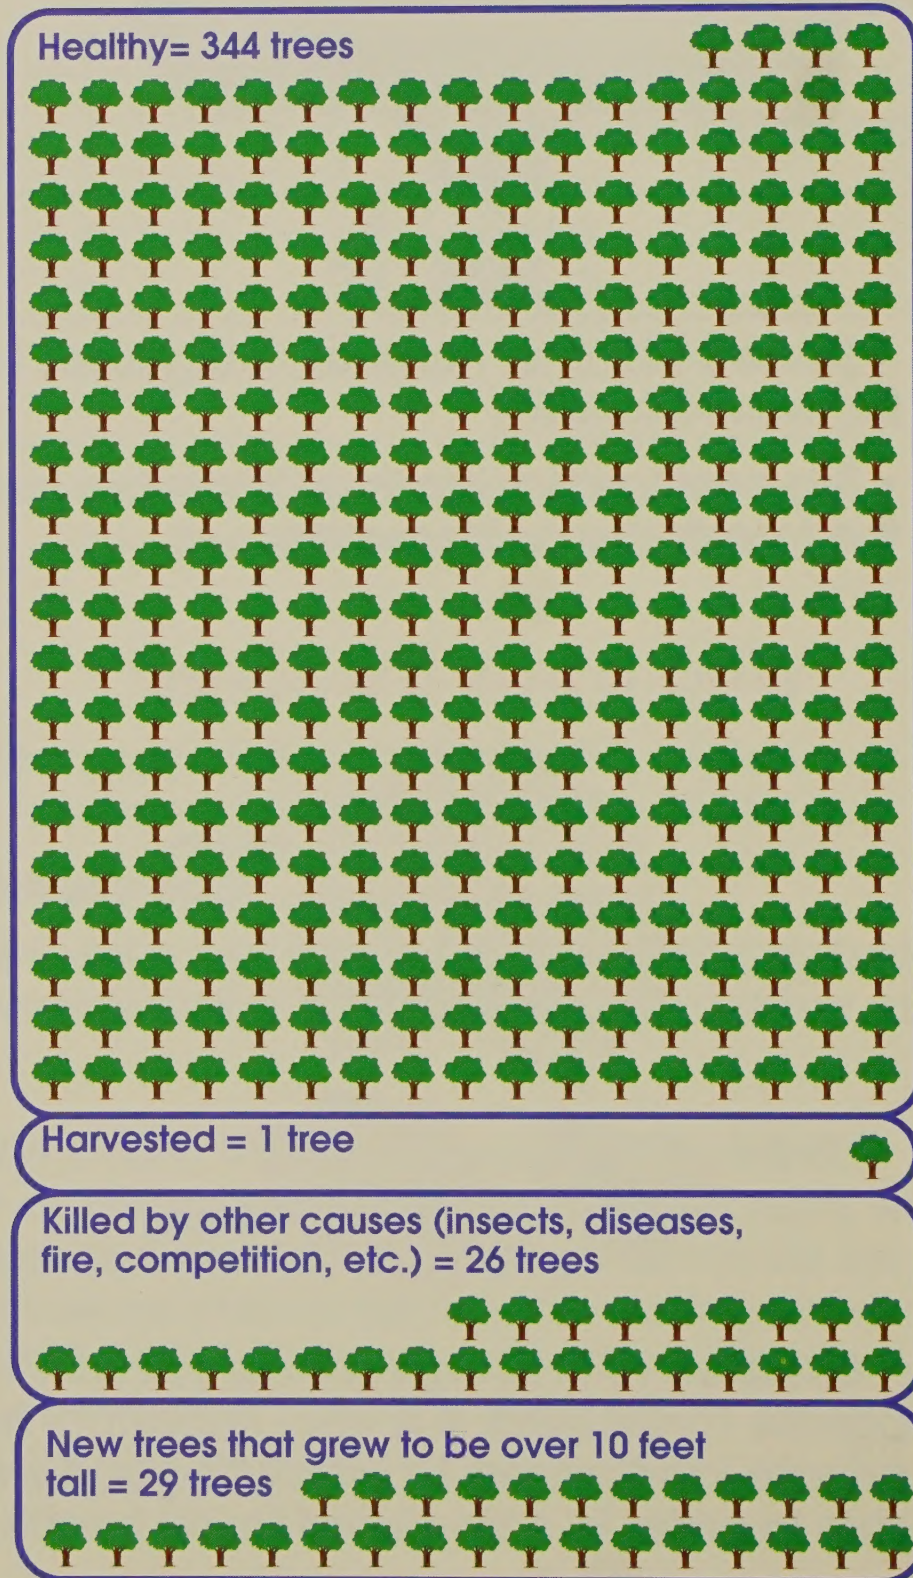 Healthy= 344 trees
Harvested = 1 tree
Killed by other causes (insects, diseases,
fire, competition, etc.) = 26 trees
New trees that grew to be over 10 feet
tall = 29 trees